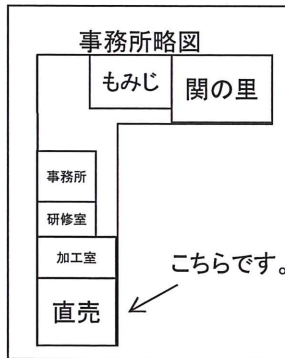 事務所略図
もみじ
関の里
事務所
研修室
加工室
こちらです。
直売